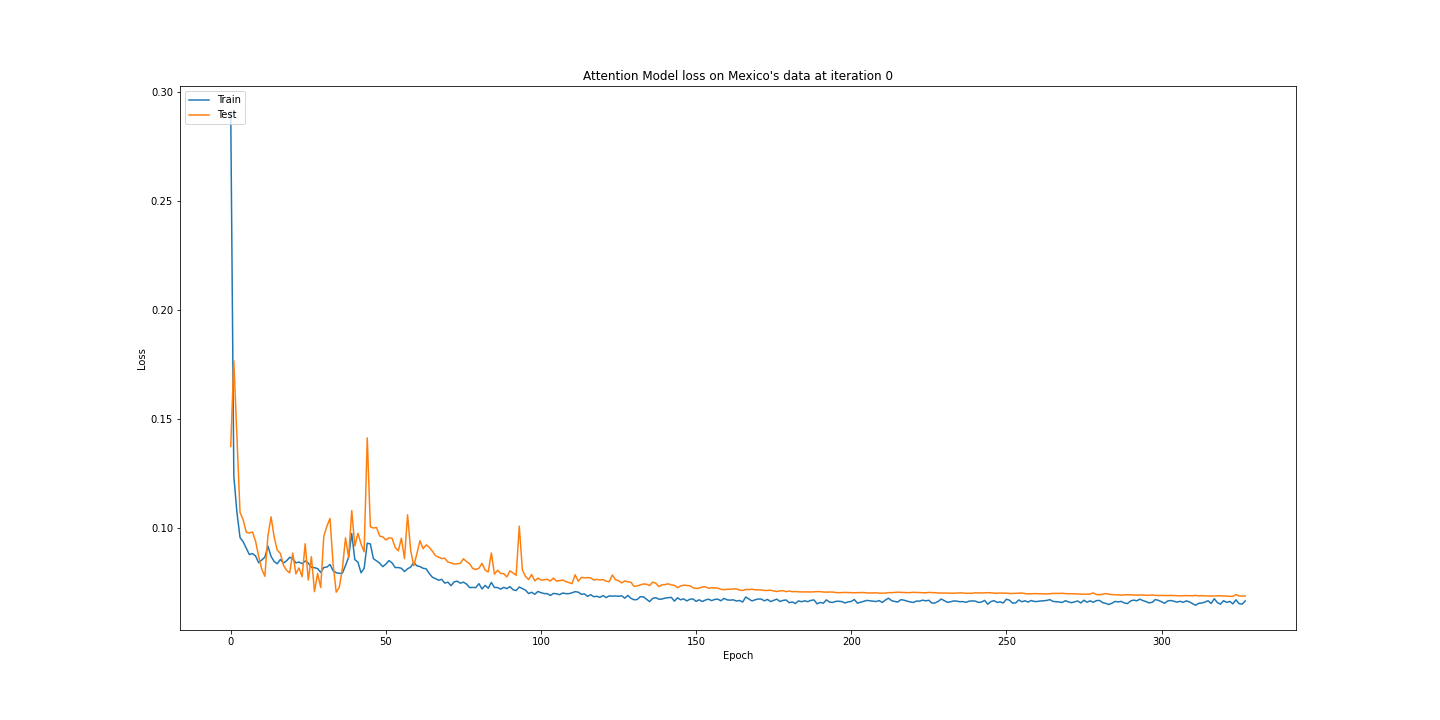 Attention Model loss on Mexico's data at iteration 0
Train
Test
0.30
0.25
0.20
0.15
0.10
Loss
0 50 100 150 200 250 300
Epoch